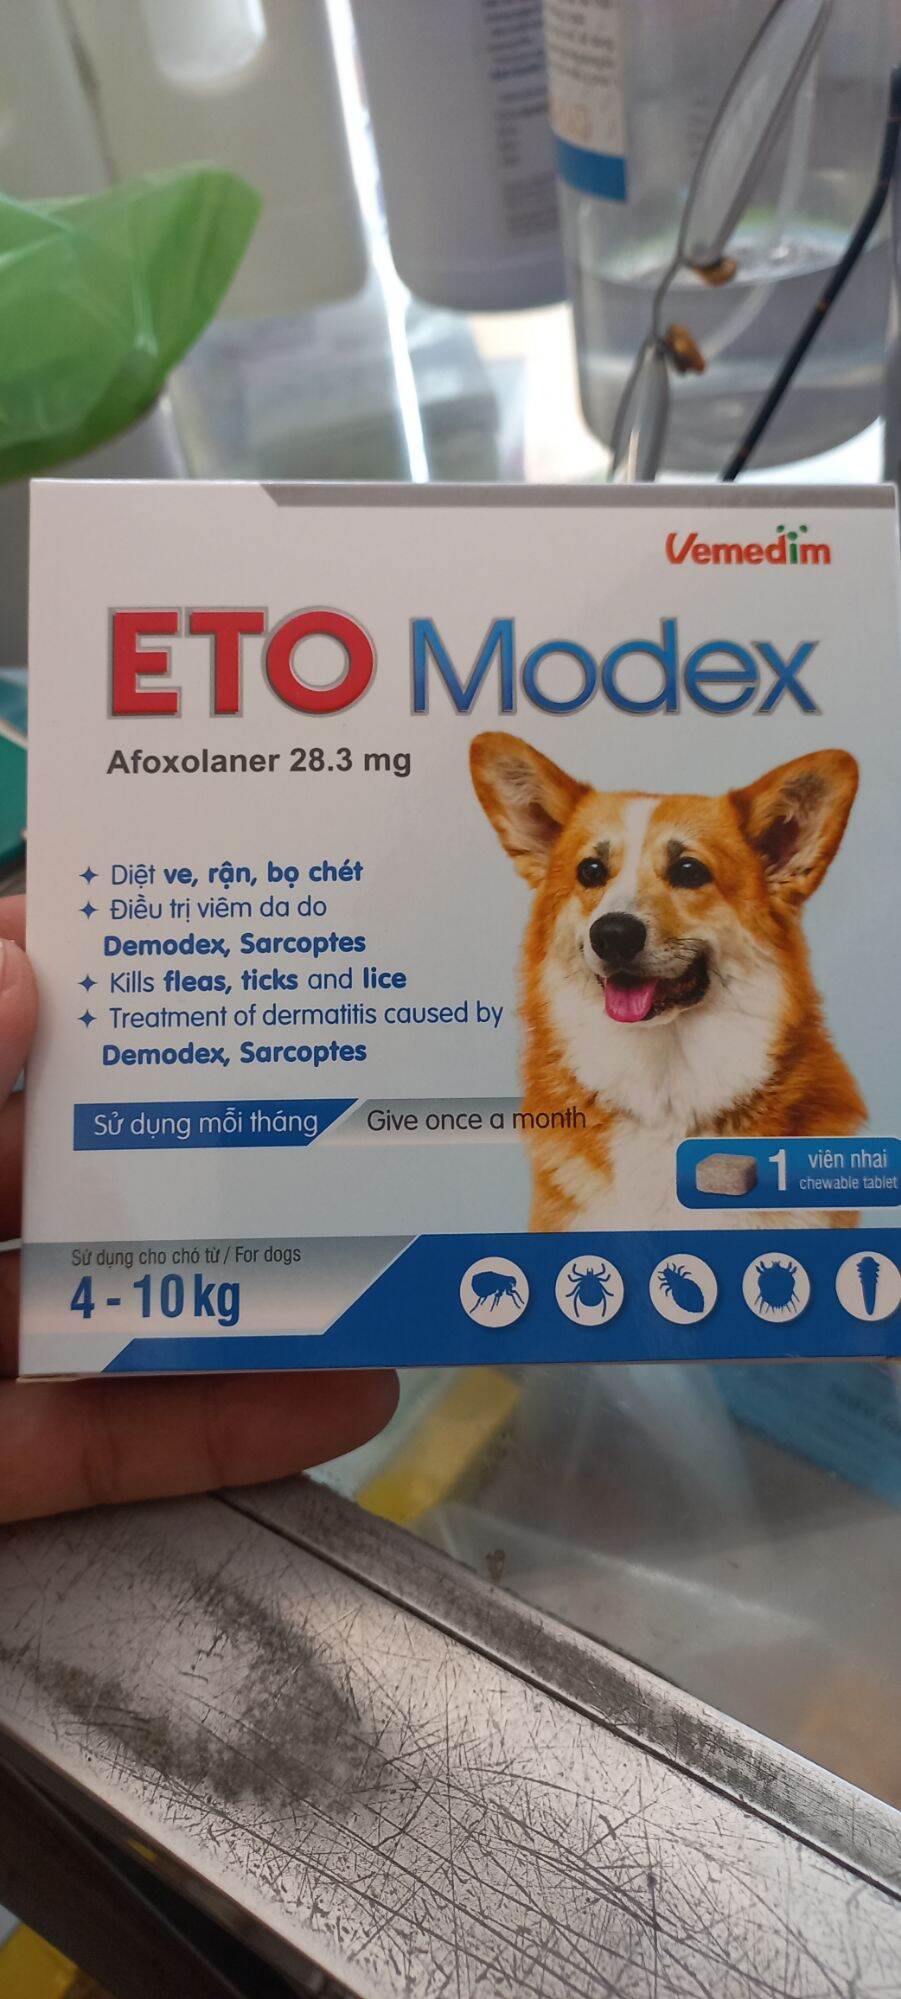 Vemedim
ETO Modex
Afoxolaner 28.3 mg
Diệt ve, rận, bọ chét
Điều trị viêm da do
Demodex, Sarcoptes
Kills fleas, ticks and lice
Treatment of dermatitis caused by
Demodex, Sarcoptes
Sử dụng mỗi tháng Give once a month
1 viên nhai
chewable tablet
Sử dụng cho chó từ / For dogs
4 - 10 kg